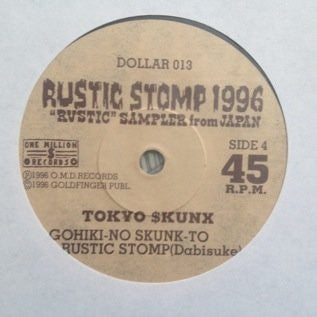 DOLLAR 013
RUSTIC STOMP 1996
"RVSTIC" SAMPLER from JAPAN
ONE MILLION
$
RECORDS
SIDE 4
45
R.P.M.
℗1996 O.M.D.RECORDS
©1996 GOLDFINGER PUBL.
TOKYO $KUNX
GOHIKI-NO SKUNK-TO
RUSTIC STOMP(Dabisuke)